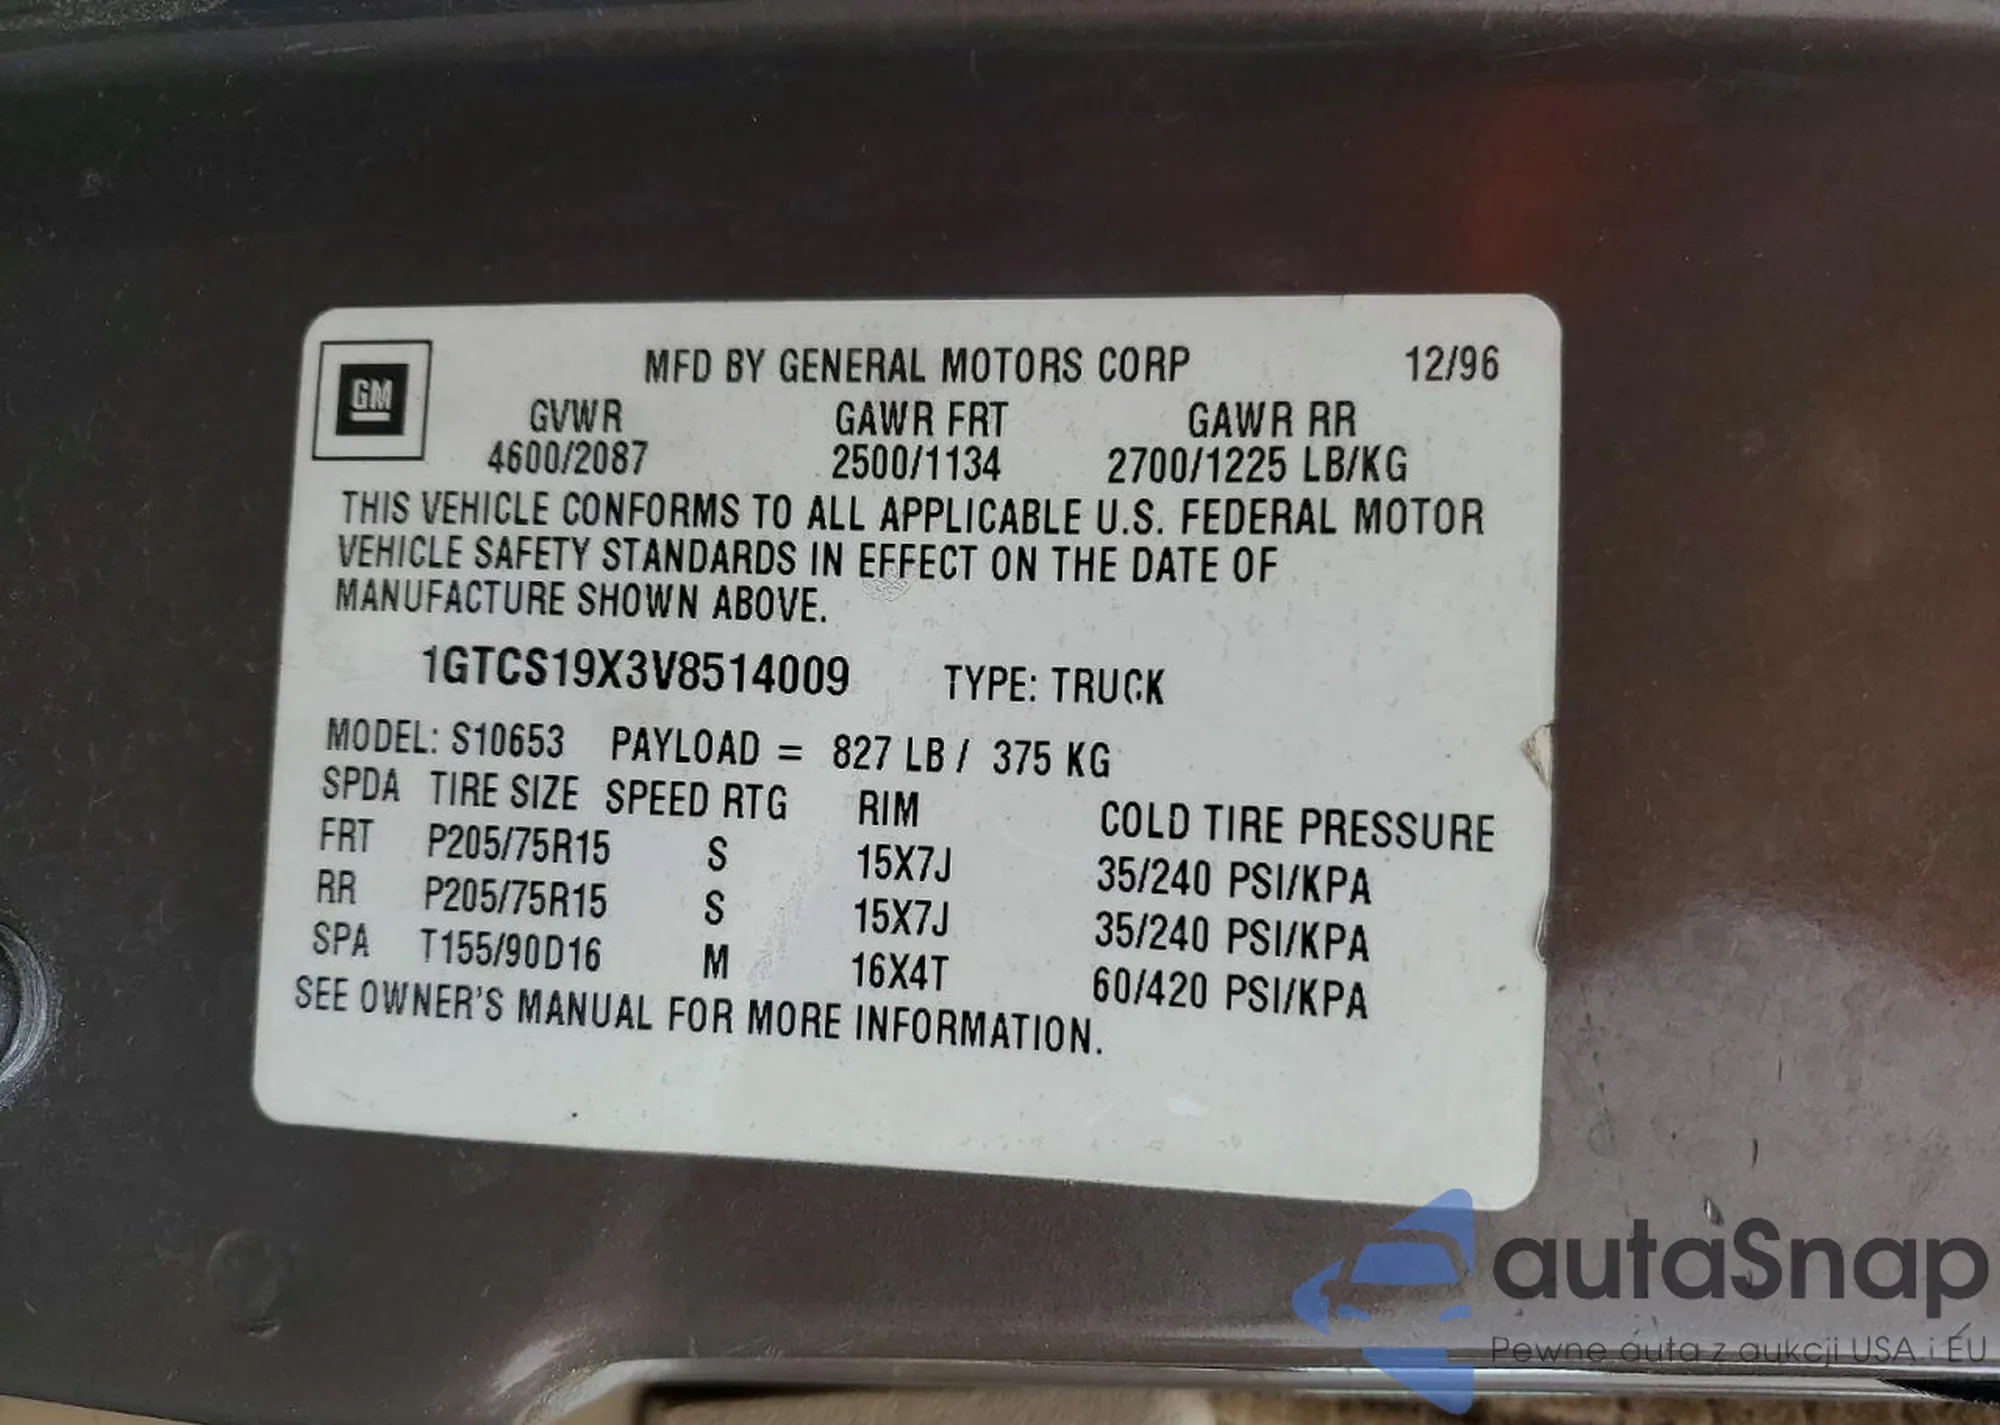 GM
MFD BY GENERAL MOTORS CORP 12/96
GVWR GAWR FRT GAWR RR
4600/2087 2500/1134 2700/1225 LB/KG
THIS VEHICLE CONFORMS TO ALL APPLICABLE U.S. FEDERAL MOTOR
VEHICLE SAFETY STANDARDS IN EFFECT ON THE DATE OF
MANUFACTURE SHOWN ABOVE.
1GTCS19X3V8514009 TYPE: TRUCK
MODEL: S10653 PAYLOAD = 827 LB / 375 KG
SPDA TIRE SIZE SPEED RTG RIM COLD TIRE PRESSURE
FRT P205/75R15 S 15X7J 35/240 PSI/KPA
RR P205/75R15 S 15X7J 35/240 PSI/KPA
SPA T155/90D16 M 16X4T 60/420 PSI/KPA
SEE OWNER'S MANUAL FOR MORE INFORMATION.
autaSnap
Pewne auta z aukcji USA i EU